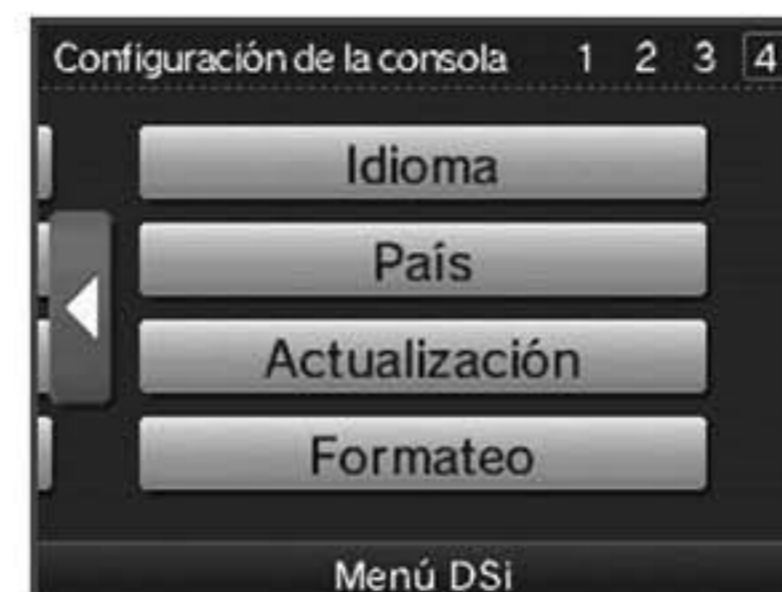 Configuración de la consola 1 2 3 4
Idioma
País
Actualización
Formateo
Menú DSi